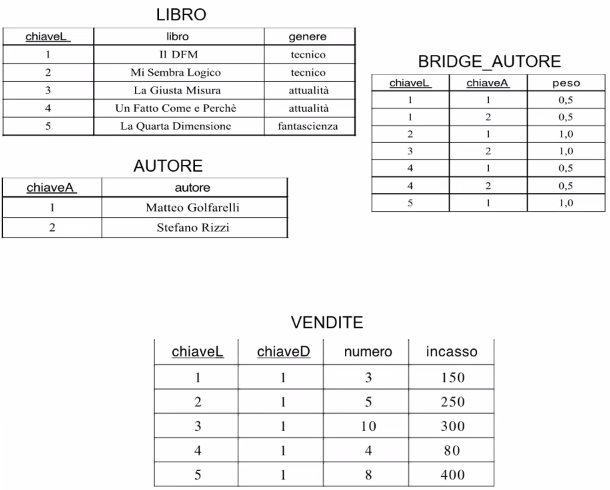 LIBRO
chiaveL libro genere
1 Il DFM tecnico
2 Mi Sembra Logico tecnico
3 La Giusta Misura attualità
4 Un Fatto Come e Perchè attualità
5 La Quarta Dimensione fantascienza
BRIDGE_AUTORE
chiaveL chiaveA peso
1 1 0,5
1 2 0,5
2 1 1,0
3 2 1,0
4 1 0,5
4 2 0,5
5 1 1,0
AUTORE
chiaveA autore
1 Matteo Golfarelli
2 Stefano Rizzi
VENDITE
chiaveL chiaveD numero incasso
1 1 3 150
2 1 5 250
3 1 10 300
4 1 4 80
5 1 8 400